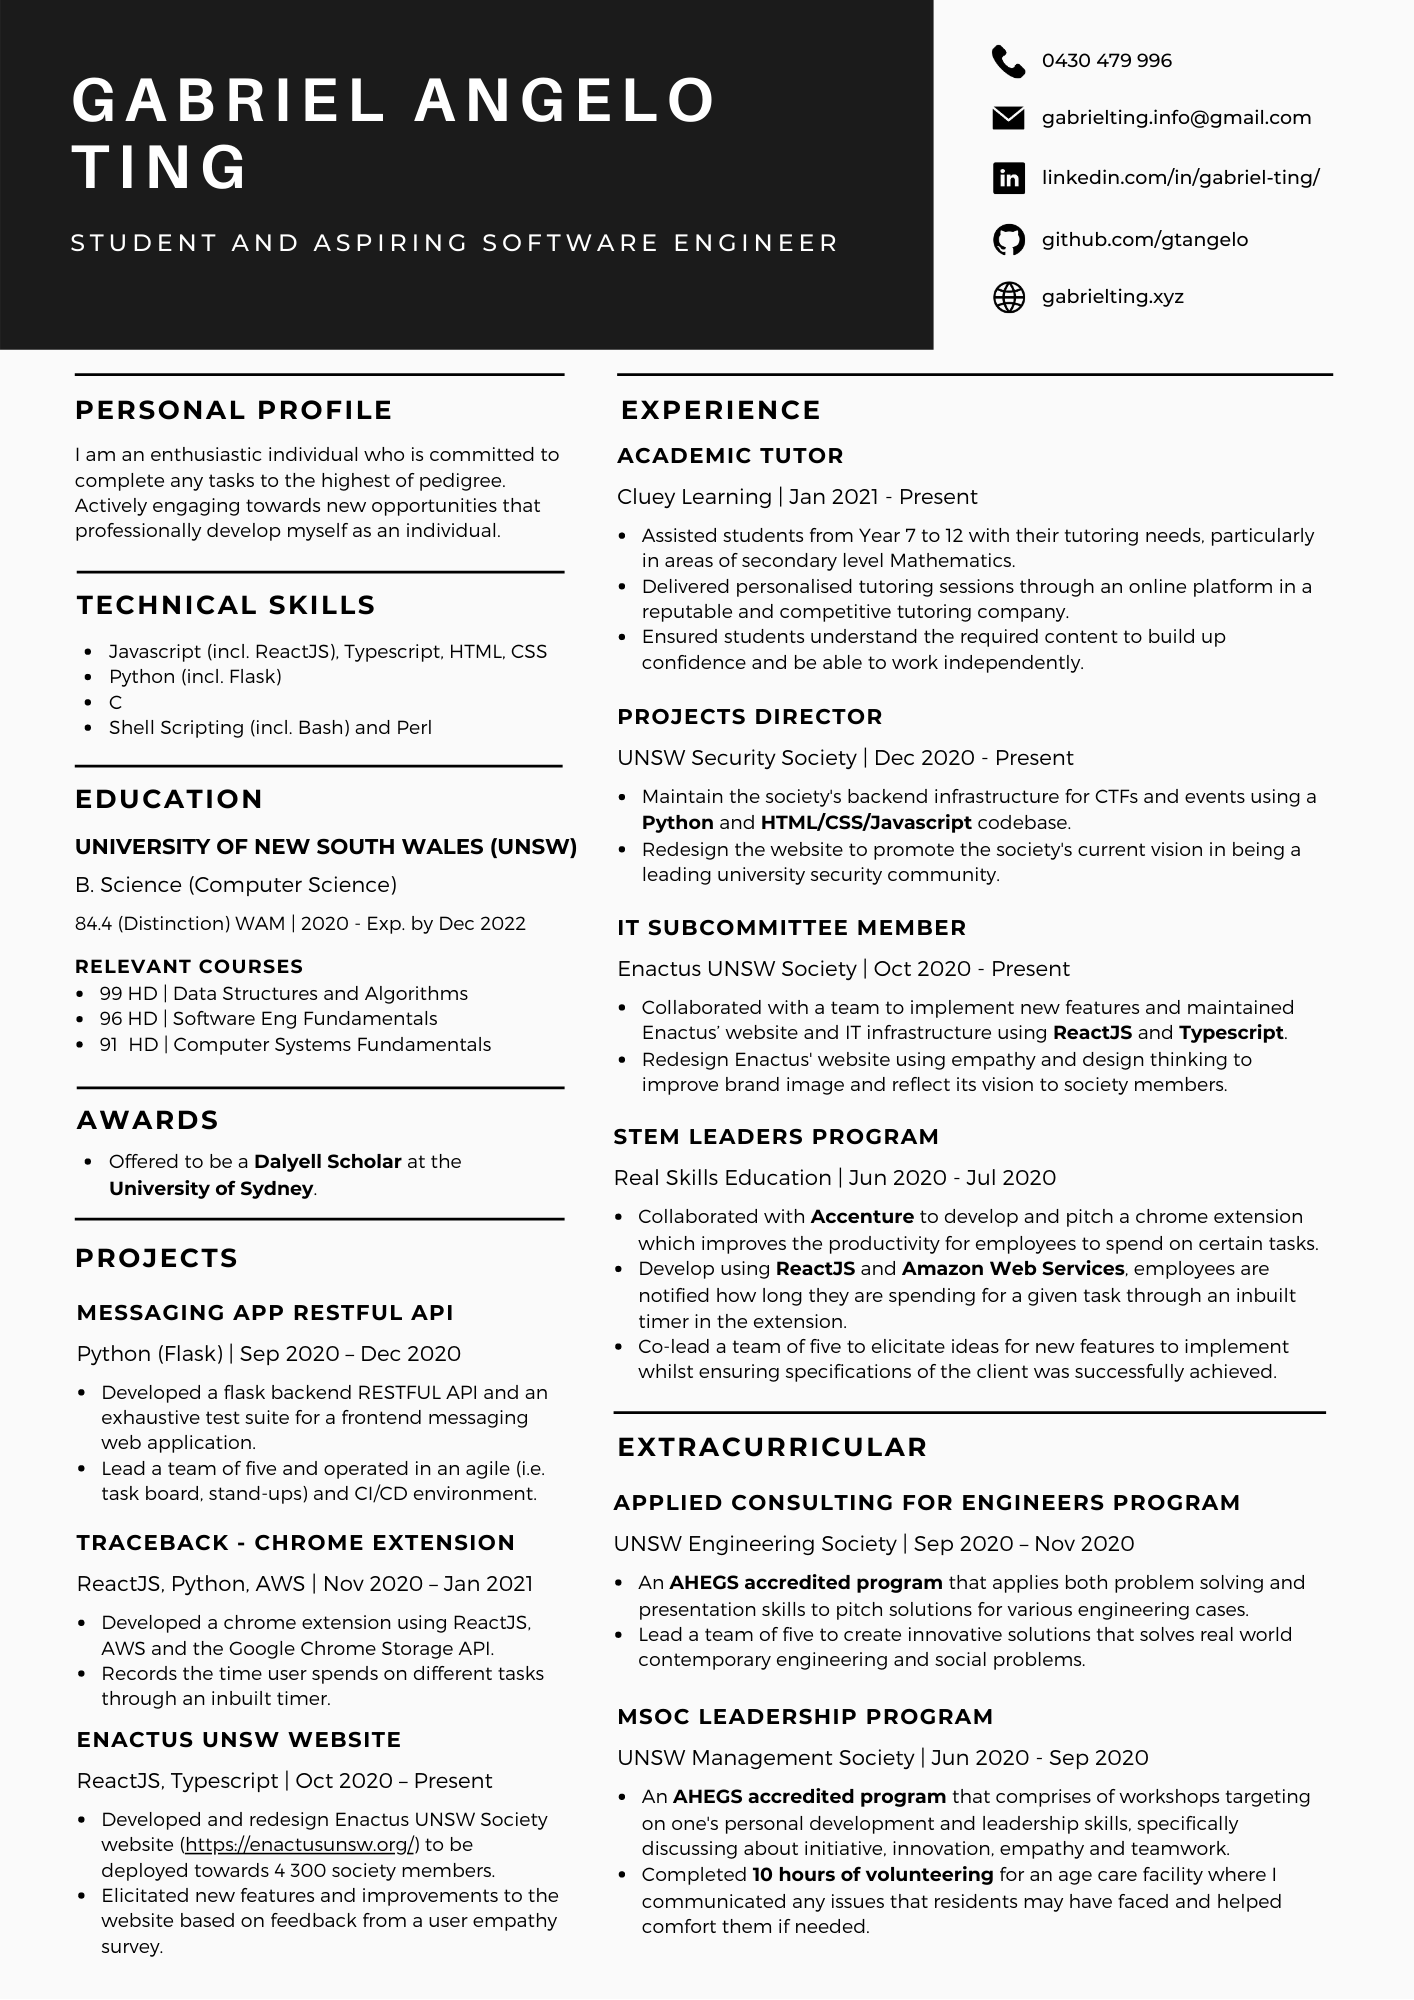 GABRIEL ANGELO
TING
STUDENT AND ASPIRING SOFTWARE ENGINEER
0430 479 996
gabrielting.info@gmail.com
linkedin.com/in/gabriel-ting/
github.com/gtangelo
gabrielting.xyz
PERSONAL PROFILE
I am an enthusiastic individual who is committed to
complete any tasks to the highest of pedigree.
Actively engaging towards new opportunities that
professionally develop myself as an individual.
TECHNICAL SKILLS
• Javascript (incl. ReactJS), Typescript, HTML, CSS
• Python (incl. Flask)
• C
• Shell Scripting (incl. Bash) and Perl
EDUCATION
UNIVERSITY OF NEW SOUTH WALES (UNSW)
B. Science (Computer Science)
84.4 (Distinction) WAM | 2020 - Exp. by Dec 2022
RELEVANT COURSES
• 99 HD | Data Structures and Algorithms
• 96 HD | Software Eng Fundamentals
• 91 HD | Computer Systems Fundamentals
AWARDS
• Offered to be a Dalyell Scholar at the
University of Sydney.
PROJECTS
MESSAGING APP RESTFUL API
Python (Flask) | Sep 2020 – Dec 2020
• Developed a flask backend RESTFUL API and an
exhaustive test suite for a frontend messaging
web application.
• Lead a team of five and operated in an agile (i.e.
task board, stand-ups) and CI/CD environment.
TRACEBACK - CHROME EXTENSION
ReactJS, Python, AWS | Nov 2020 – Jan 2021
• Developed a chrome extension using ReactJS,
AWS and the Google Chrome Storage API.
• Records the time user spends on different tasks
through an inbuilt timer.
ENACTUS UNSW WEBSITE
ReactJS, Typescript | Oct 2020 – Present
• Developed and redesign Enactus UNSW Society
website (https://enactusunsw.org/) to be
deployed towards 4 300 society members.
• Elicitated new features and improvements to the
website based on feedback from a user empathy
survey.
EXPERIENCE
ACADEMIC TUTOR
Cluey Learning | Jan 2021 - Present
• Assisted students from Year 7 to 12 with their tutoring needs, particularly
in areas of secondary level Mathematics.
• Delivered personalised tutoring sessions through an online platform in a
reputable and competitive tutoring company.
• Ensured students understand the required content to build up
confidence and be able to work independently.
PROJECTS DIRECTOR
UNSW Security Society | Dec 2020 - Present
• Maintain the society's backend infrastructure for CTFs and events using a
Python and HTML/CSS/Javascript codebase.
• Redesign the website to promote the society's current vision in being a
leading university security community.
IT SUBCOMMITTEE MEMBER
Enactus UNSW Society | Oct 2020 - Present
• Collaborated with a team to implement new features and maintained
Enactus’ website and IT infrastructure using ReactJS and Typescript.
• Redesign Enactus' website using empathy and design thinking to
improve brand image and reflect its vision to society members.
STEM LEADERS PROGRAM
Real Skills Education | Jun 2020 - Jul 2020
• Collaborated with Accenture to develop and pitch a chrome extension
which improves the productivity for employees to spend on certain tasks.
• Develop using ReactJS and Amazon Web Services, employees are
notified how long they are spending for a given task through an inbuilt
timer in the extension.
• Co-lead a team of five to elicitate ideas for new features to implement
whilst ensuring specifications of the client was successfully achieved.
EXTRACURRICULAR
APPLIED CONSULTING FOR ENGINEERS PROGRAM
UNSW Engineering Society | Sep 2020 – Nov 2020
• An AHEGS accredited program that applies both problem solving and
presentation skills to pitch solutions for various engineering cases.
• Lead a team of five to create innovative solutions that solves real world
contemporary engineering and social problems.
MSOC LEADERSHIP PROGRAM
UNSW Management Society | Jun 2020 - Sep 2020
• An AHEGS accredited program that comprises of workshops targeting
on one's personal development and leadership skills, specifically
discussing about initiative, innovation, empathy and teamwork.
• Completed 10 hours of volunteering for an age care facility where I
communicated any issues that residents may have faced and helped
comfort them if needed.